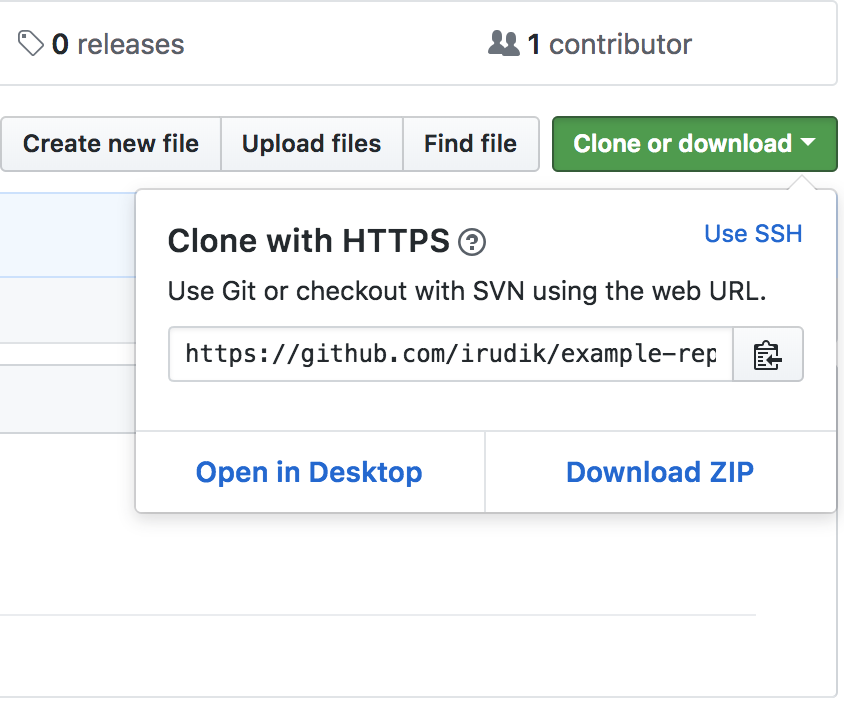 0 releases 1 contributor
Create new file Upload files Find file Clone or download
Clone with HTTPS ?
Use SSH
Use Git or checkout with SVN using the web URL.
https://github.com/irudik/example-rep
Open in Desktop Download ZIP